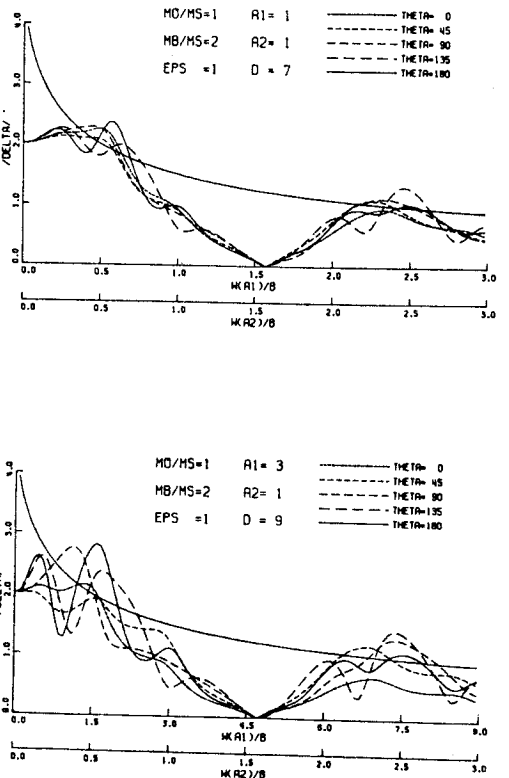 MO/MS=1 A1= 1 THETA= 0
THETA= 45
MB/MS=2 A2= 1 THETA= 90
THETA=135
EPS =1 D = 7 THETA=180
4.0
3.0
2.0
1.0
0.0
/DELTA/
0.0 0.5 1.0 1.5 2.0 2.5 3.0
W(A1)/B
0.0 0.5 1.0 1.5 2.0 2.5 3.0
W(A2)/B
MO/MS=1 A1= 3 THETA= 0
THETA= 45
MB/MS=2 A2= 1 THETA= 90
THETA=135
EPS =1 D = 9 THETA=180
4.0
3.0
2.0
1.0
0.0
0.0 1.5 3.0 4.5 6.0 7.5 9.0
W(A1)/B
0.0 0.5 1.0 1.5 2.0 2.5 3.0
W(A2)/B